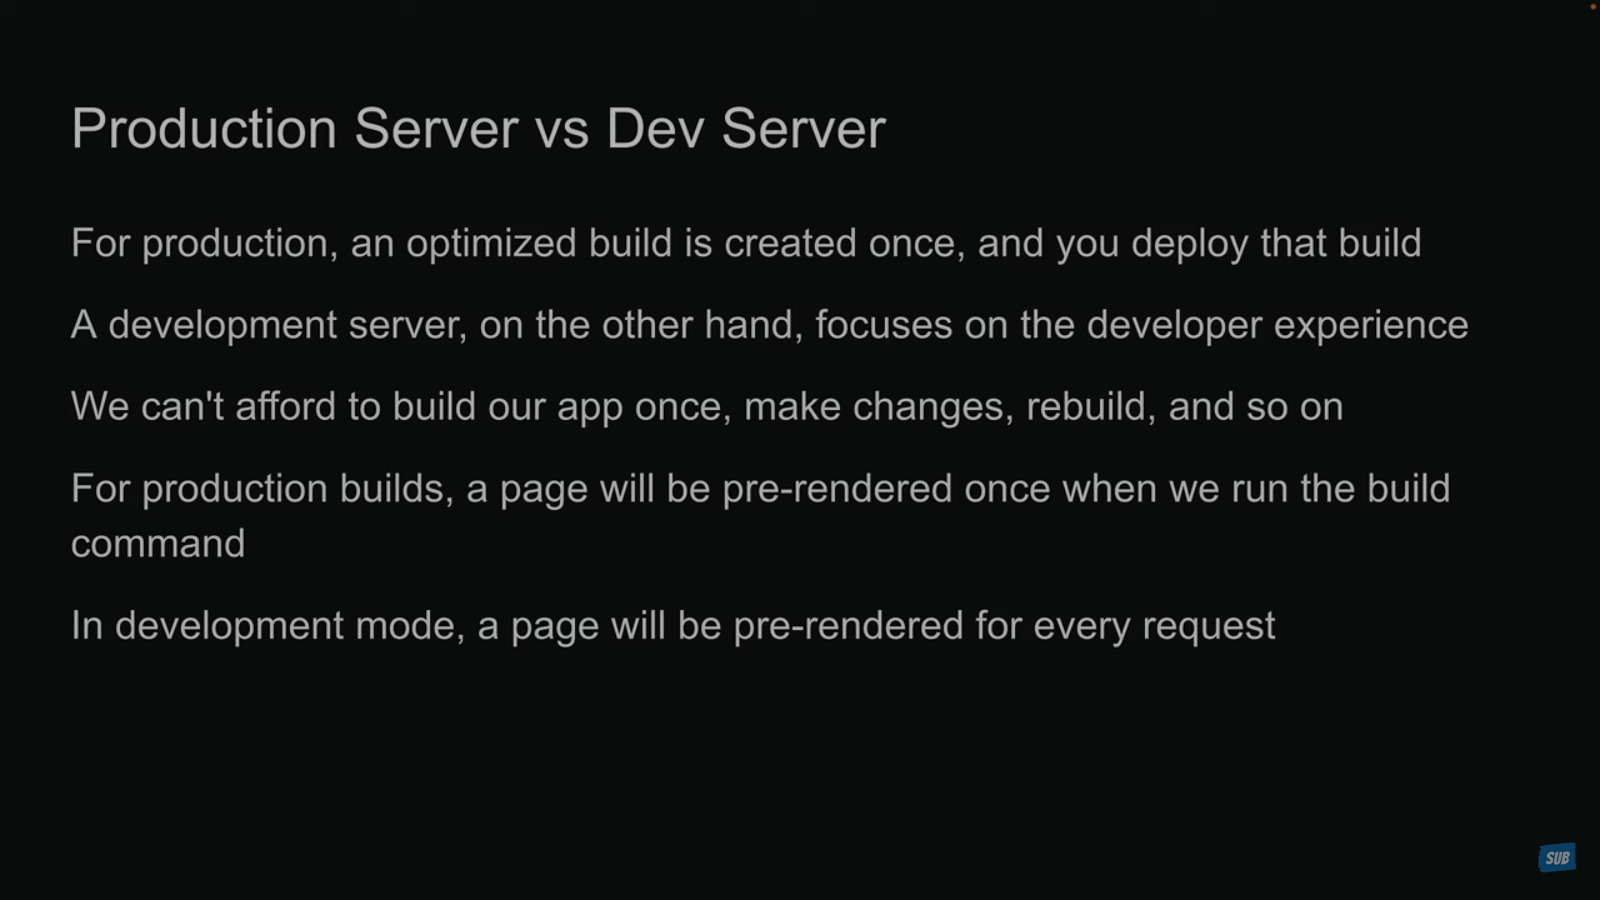 Production Server vs Dev Server
For production, an optimized build is created once, and you deploy that build
A development server, on the other hand, focuses on the developer experience
We can't afford to build our app once, make changes, rebuild, and so on
For production builds, a page will be pre-rendered once when we run the build
command
In development mode, a page will be pre-rendered for every request
SUB